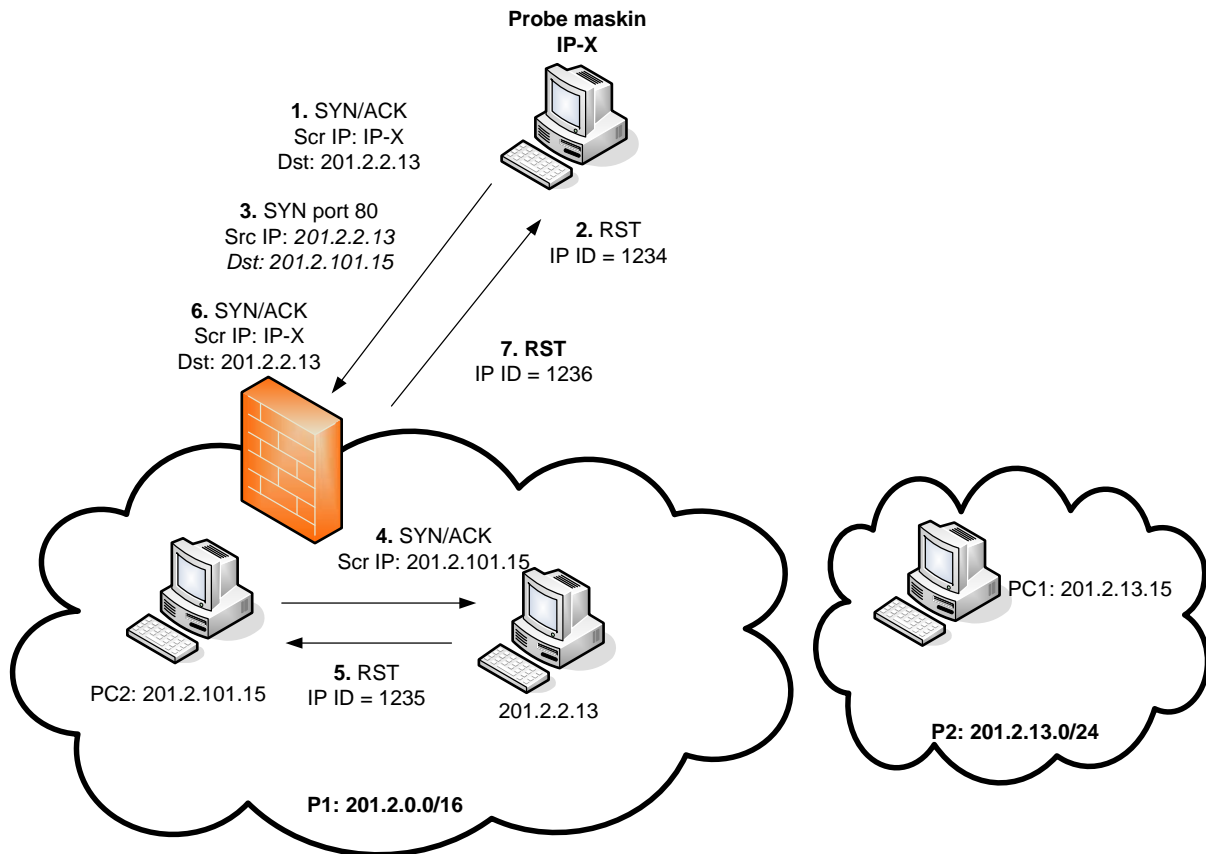 Probe maskin
IP-X
1. SYN/ACK
Scr IP: IP-X
Dst: 201.2.2.13
3. SYN port 80
Src IP: 201.2.2.13
Dst: 201.2.101.15
2. RST
IP ID = 1234
6. SYN/ACK
Scr IP: IP-X
Dst: 201.2.2.13
7. RST
IP ID = 1236
4. SYN/ACK
Scr IP: 201.2.101.15
PC1: 201.2.13.15
5. RST
IP ID = 1235
PC2: 201.2.101.15
201.2.2.13
P2: 201.2.13.0/24
P1: 201.2.0.0/16